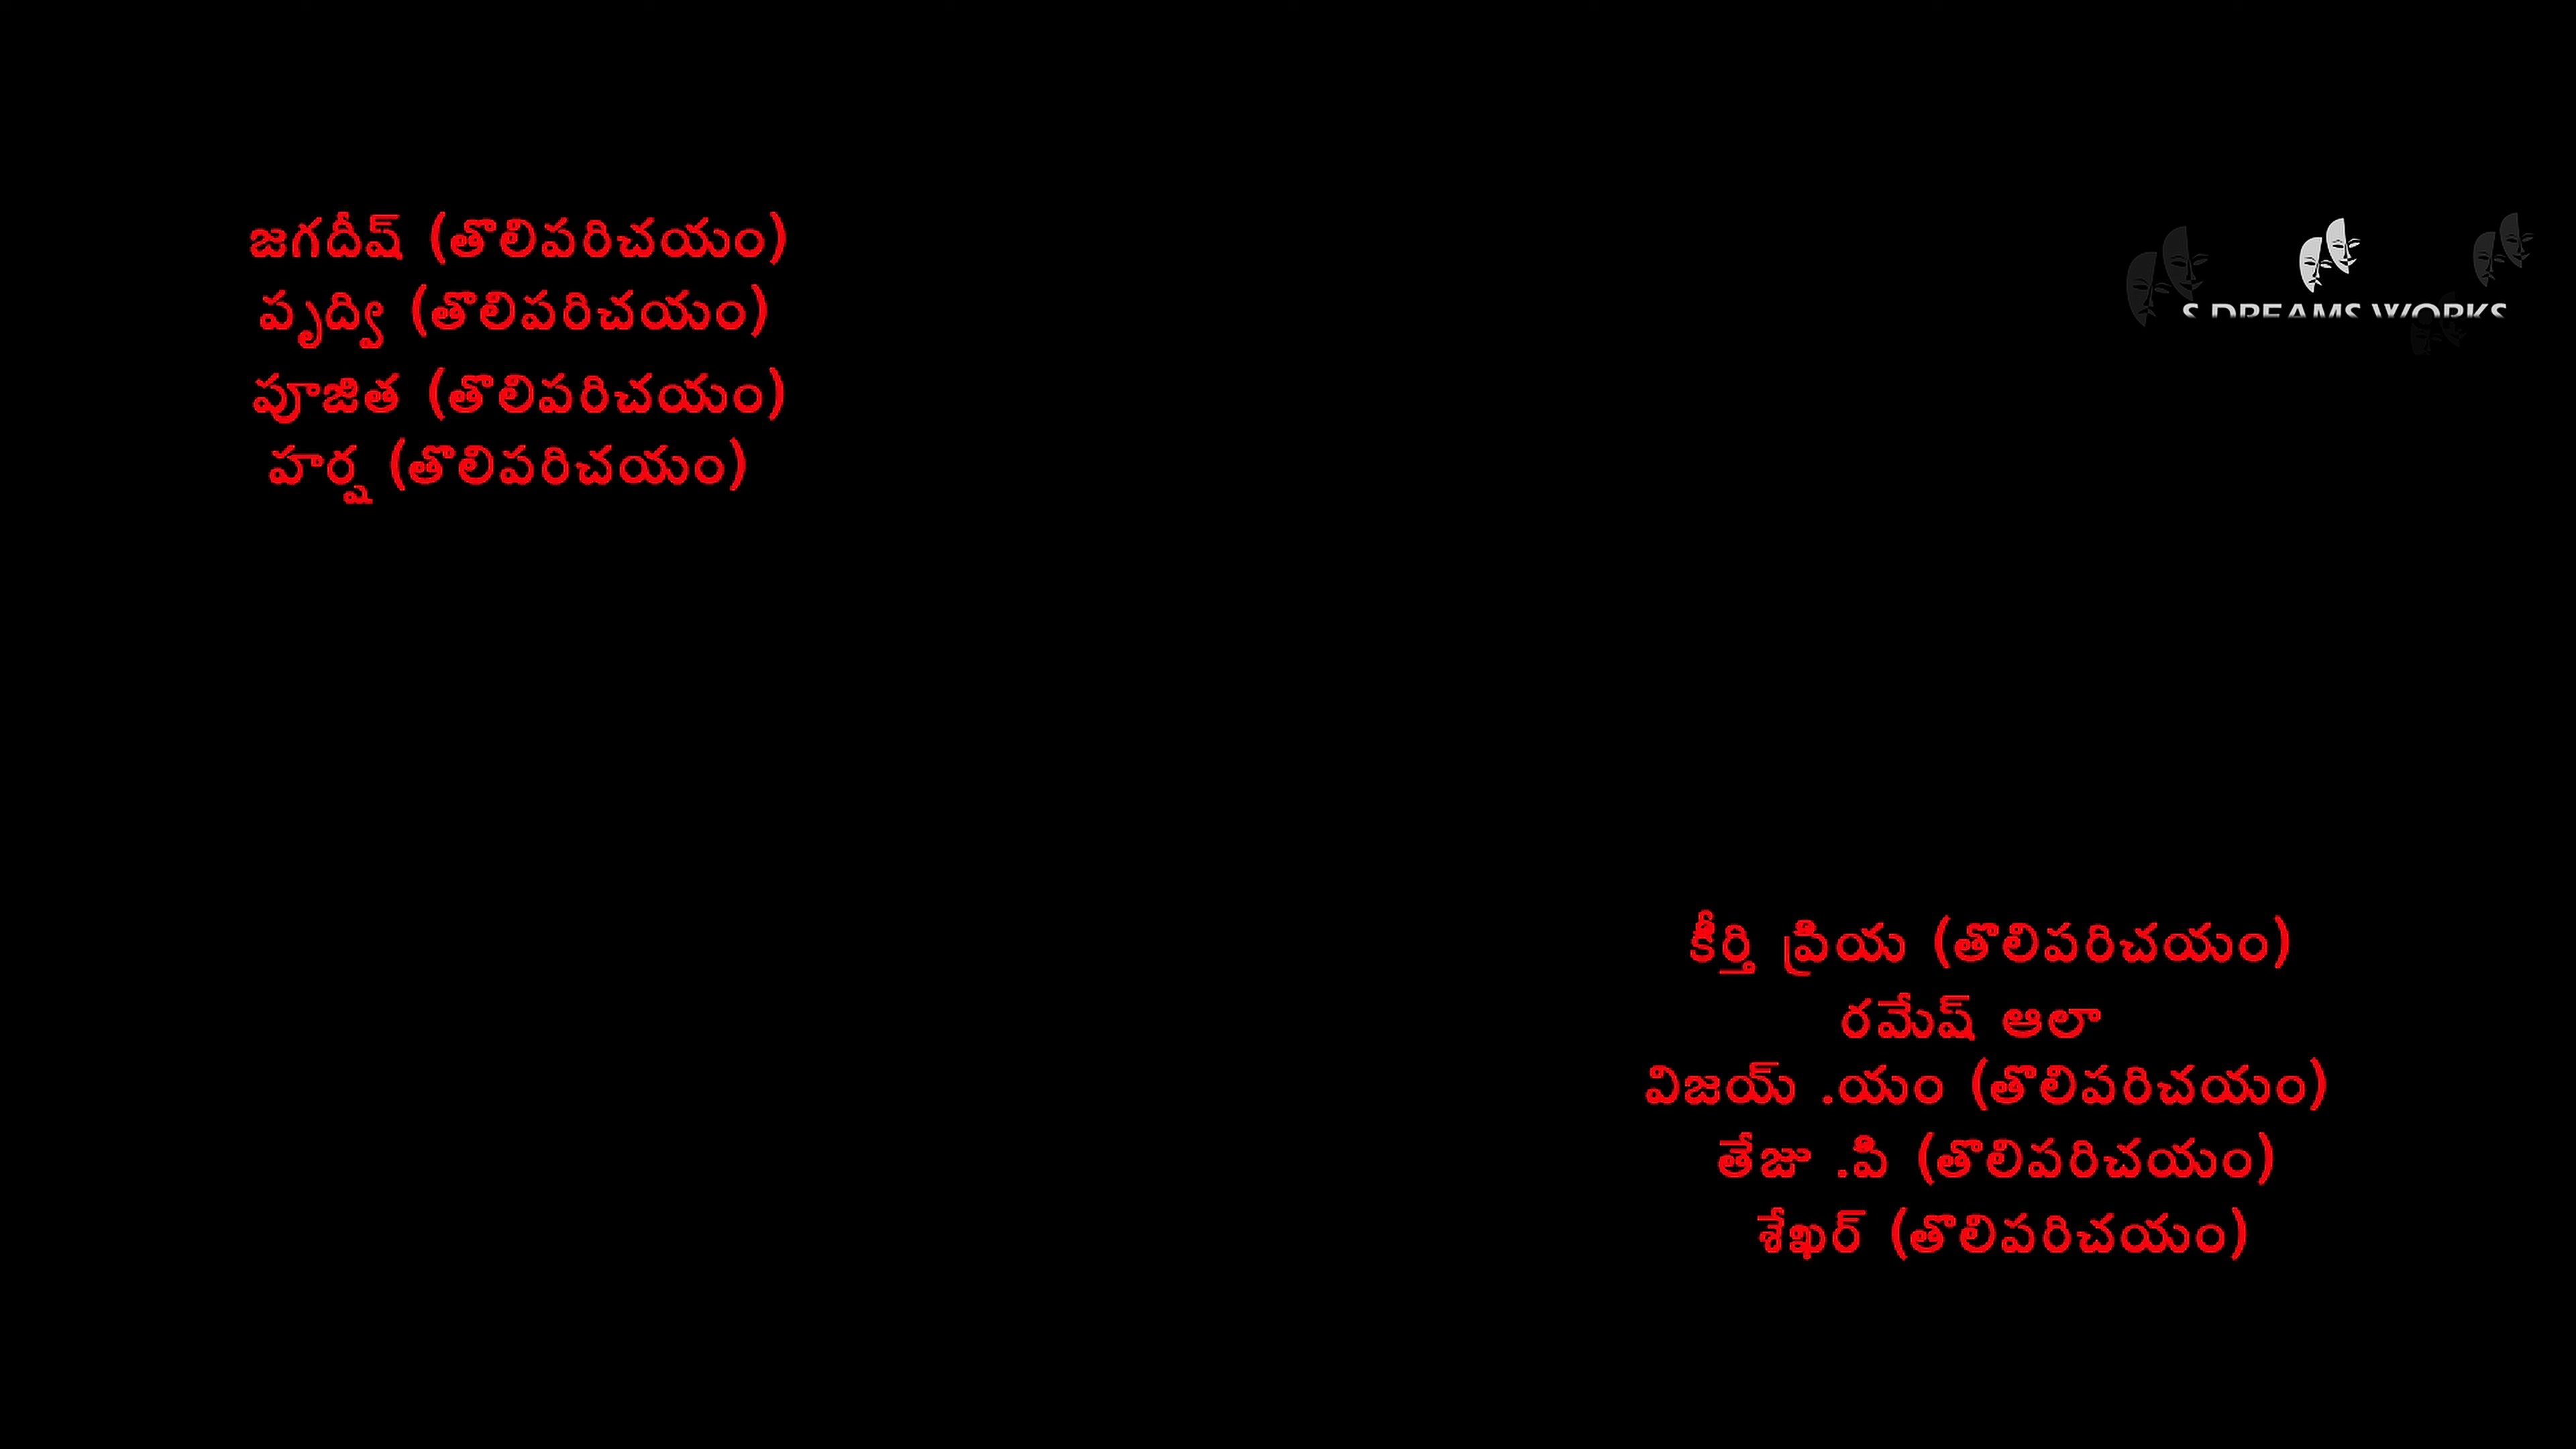 జగదీష్ (తొలిపరిచయం)
పృద్వి (తొలిపరిచయం)
పూజిత (తొలిపరిచయం)
హర్ష (తొలిపరిచయం)
S DREAMS WORKS
కీర్తి ప్రియ (తొలిపరిచయం)
రమేష్ ఆలా
విజయ్ .యం (తొలిపరిచయం)
తేజు .పి (తొలిపరిచయం)
శేఖర్ (తొలిపరిచయం)